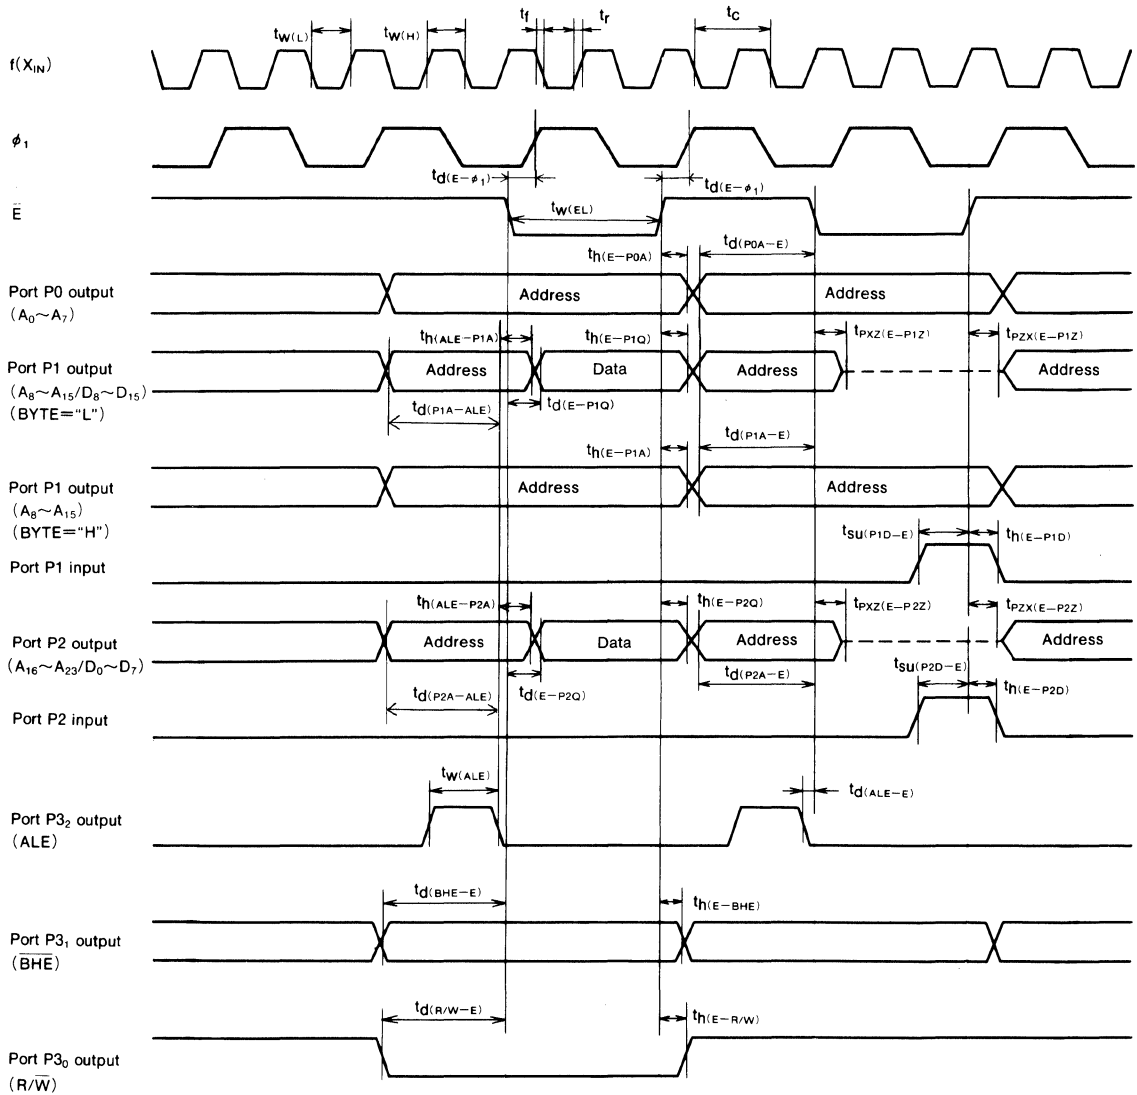 tf tr tC
tW(L) tW(H)
f(XIN)
φ1
td(E−φ1) td(E−φ1)
E̅ tW(EL)
th(E−P0A) td(P0A−E)
Port P0 output Address Address
(A0~A7)
th(ALE−P1A) th(E−P1Q) tPXZ(E−P1Z) tPZX(E−P1Z)
Port P1 output Address Data Address Address
(A8~A15/D8~D15) td(E−P1Q)
(BYTE="L") td(P1A−ALE)
th(E−P1A) td(P1A−E)
Port P1 output Address Address
(A8~A15)
(BYTE="H")
tsu(P1D−E) th(E−P1D)
Port P1 input
th(ALE−P2A) th(E−P2Q) tPXZ(E−P2Z) tPZX(E−P2Z)
Port P2 output Address Data Address Address
(A16~A23/D0~D7) tsu(P2D−E)
td(P2A−ALE) td(E−P2Q) td(P2A−E) th(E−P2D)
Port P2 input
tW(ALE) td(ALE−E)
Port P32 output
(ALE)
td(BHE−E) th(E−BHE)
Port P31 output
(B̅H̅E̅)
td(R/W−E) th(E−R/W)
Port P30 output
(R/W̅)